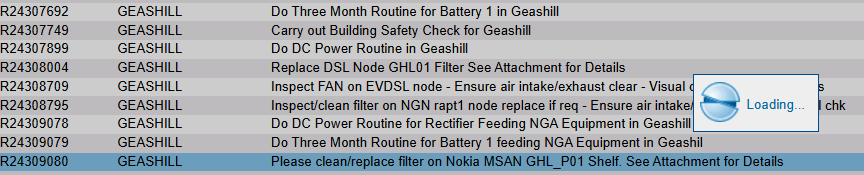 R24307692 GEASHILL Do Three Month Routine for Battery 1 in Geashill
R24307749 GEASHILL Carry out Building Safety Check for Geashill
R24307899 GEASHILL Do DC Power Routine in Geashill
R24308004 GEASHILL Replace DSL Node GHL01 Filter See Attachment for Details
R24308709 GEASHILL Inspect FAN on EVDSL node - Ensure air intake/exhaust clear - Visual
R24308795 GEASHILL Inspect/clean filter on NGN rapt1 node replace if req - Ensure air intake/ chk
Loading...
R24309078 GEASHILL Do DC Power Routine for Rectifier Feeding NGA Equipment in Geashill
R24309079 GEASHILL Do Three Month Routine for Battery 1 feeding NGA Equipment in Geashil
R24309080 GEASHILL Please clean/replace filter on Nokia MSAN GHL_P01 Shelf. See Attachment for Details